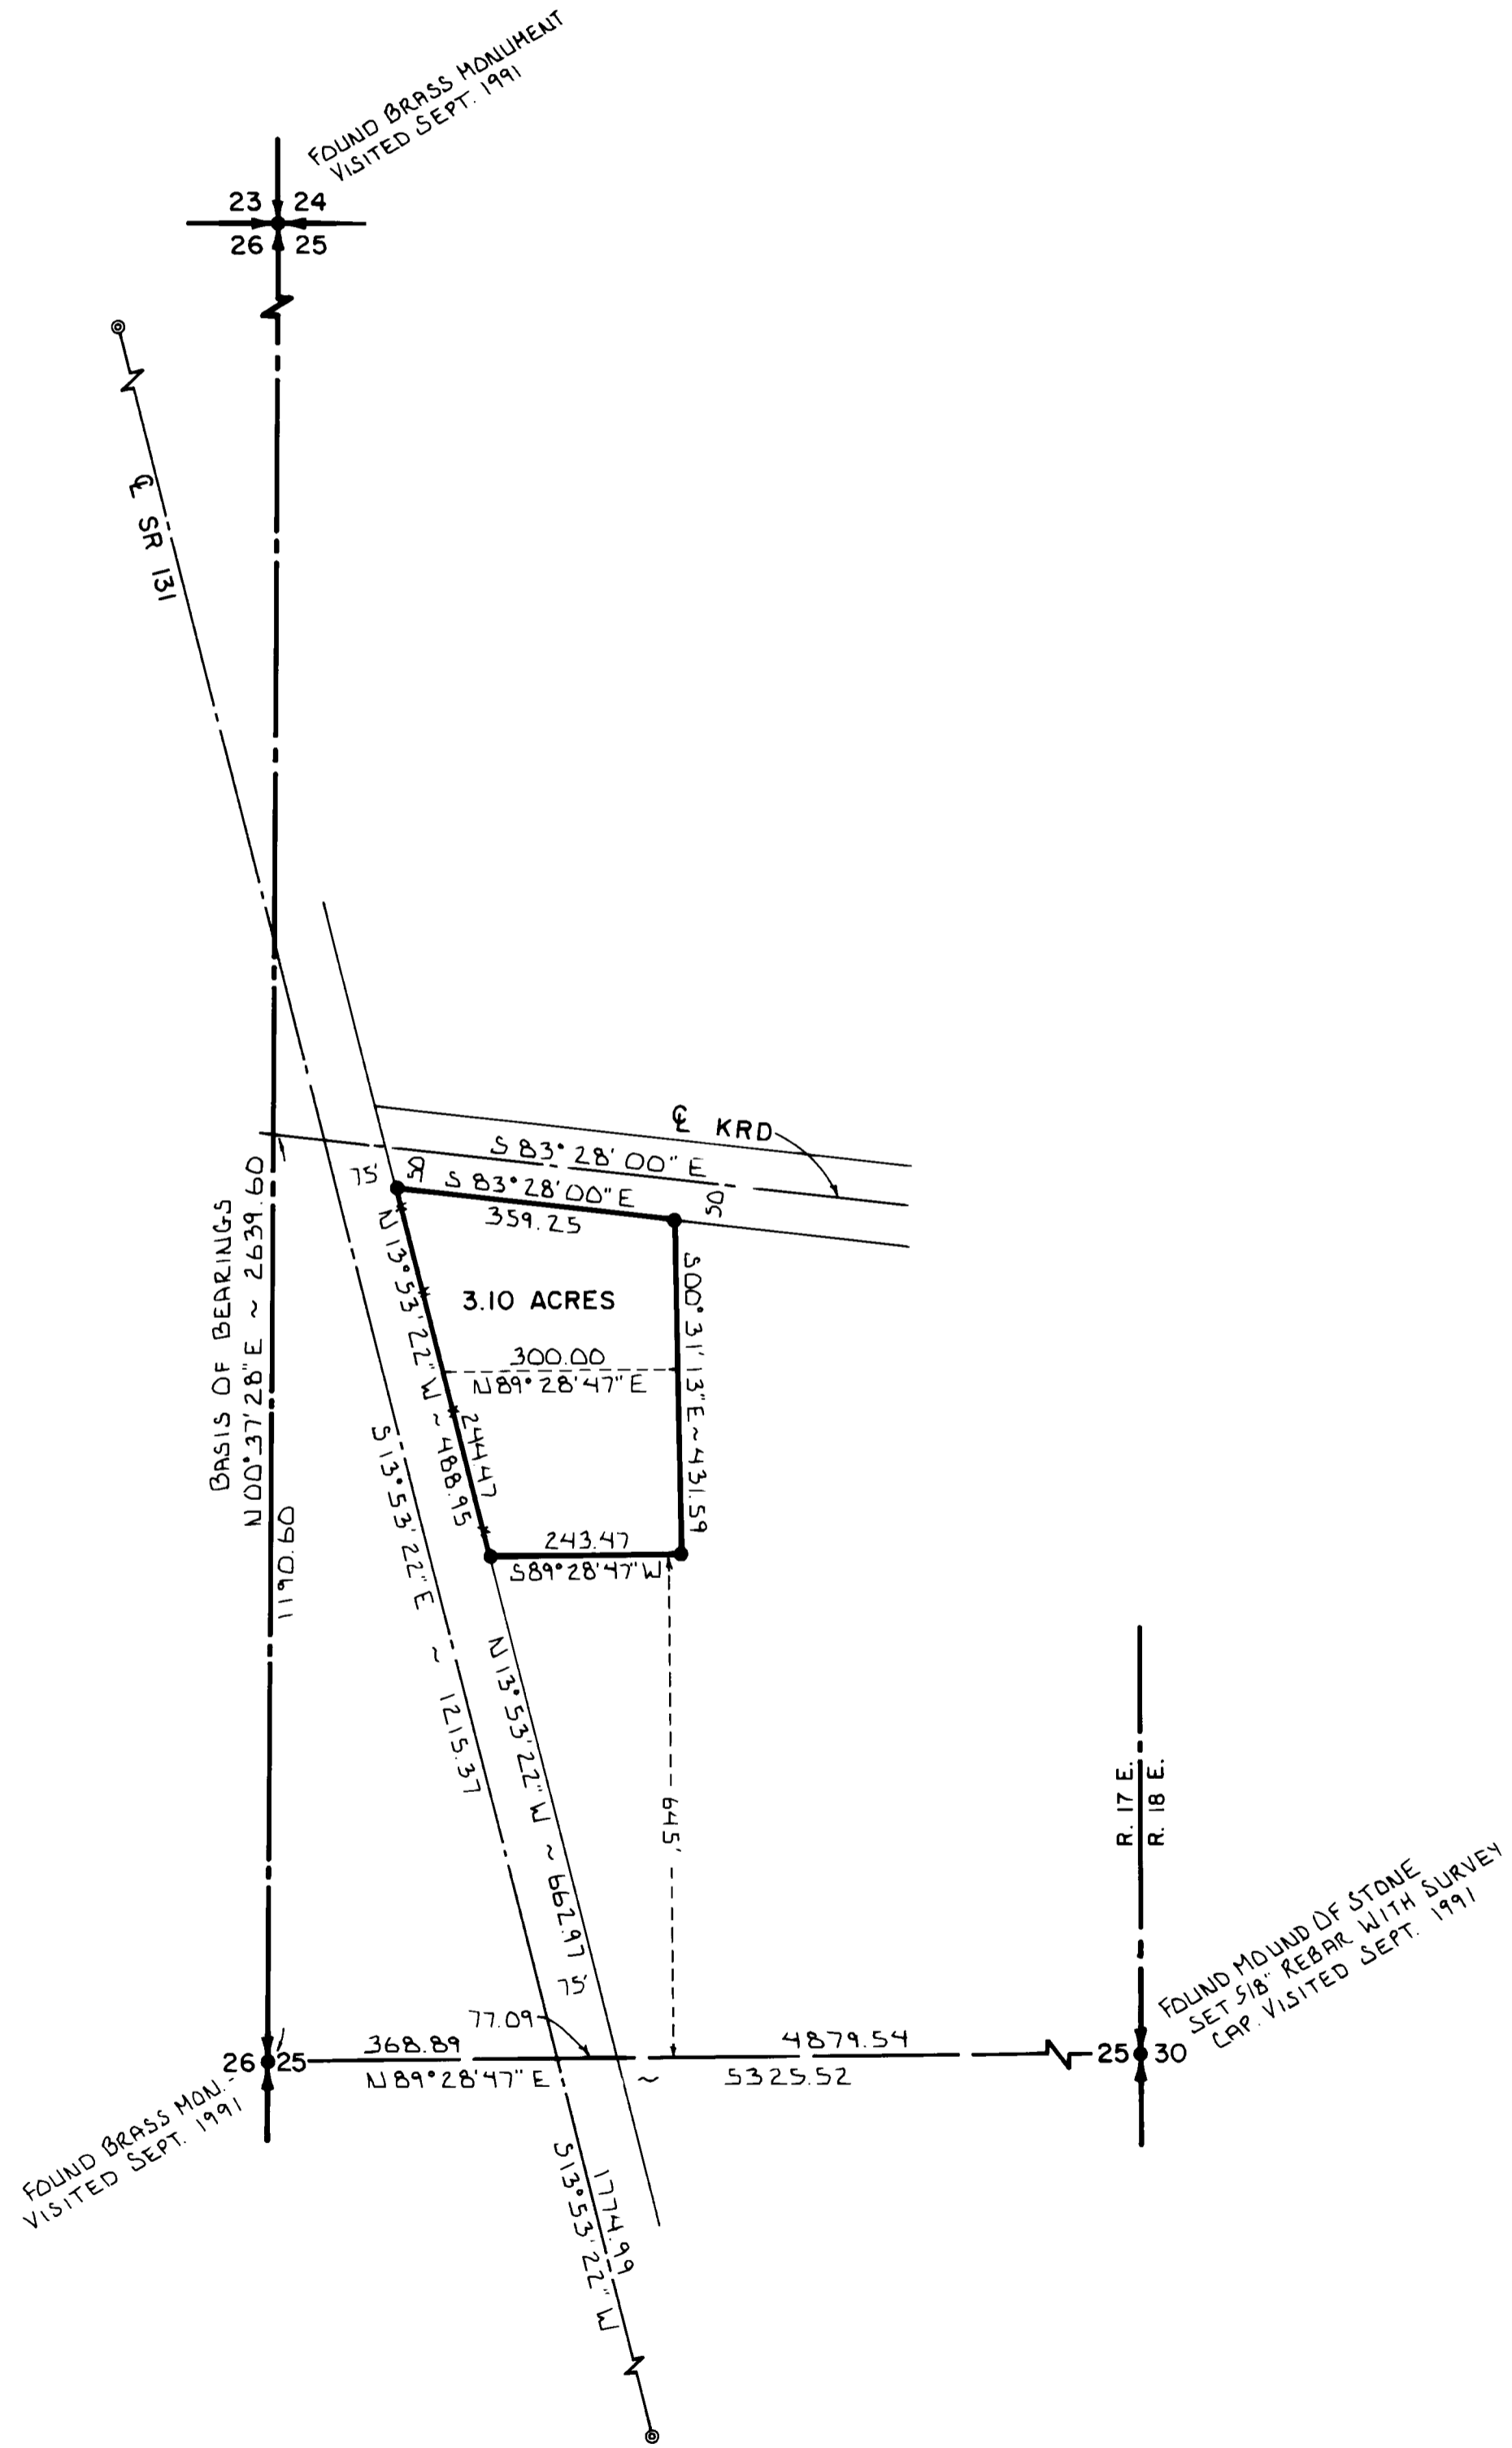 FOUND BRASS MONUMENT
VISITED SEPT. 1991
23 24
26 25
℄ SR 131
℄ KRD
S 83° 28' 00" E
75'
S 83° 28' 00" E
50
359.25
BASIS OF BEARINGS
N 00° 37' 28" E ~ 2639.60
1190.60
3.10 ACRES
N 13° 53' 22" W ~ 488.95
244.47
300.00
N 89° 28' 47" E
S 00° 31' 13" E ~ 431.59
243.47
S 89° 28' 47" W
S 13° 53' 22" E ~ 1215.37
N 13° 53' 22" W ~ 662.97
645'
75'
R. 17 E.
R. 18 E.
FOUND MOUND OF STONE
SET 5/8" REBAR WITH SURVEY
CAP. VISITED SEPT. 1991
77.09
368.89
4879.54
26 25
25 30
N 89° 28' 47" E ~ 5325.52
FOUND BRASS MON. -
VISITED SEPT. 1991
1774.99
S 13° 53' 22" W